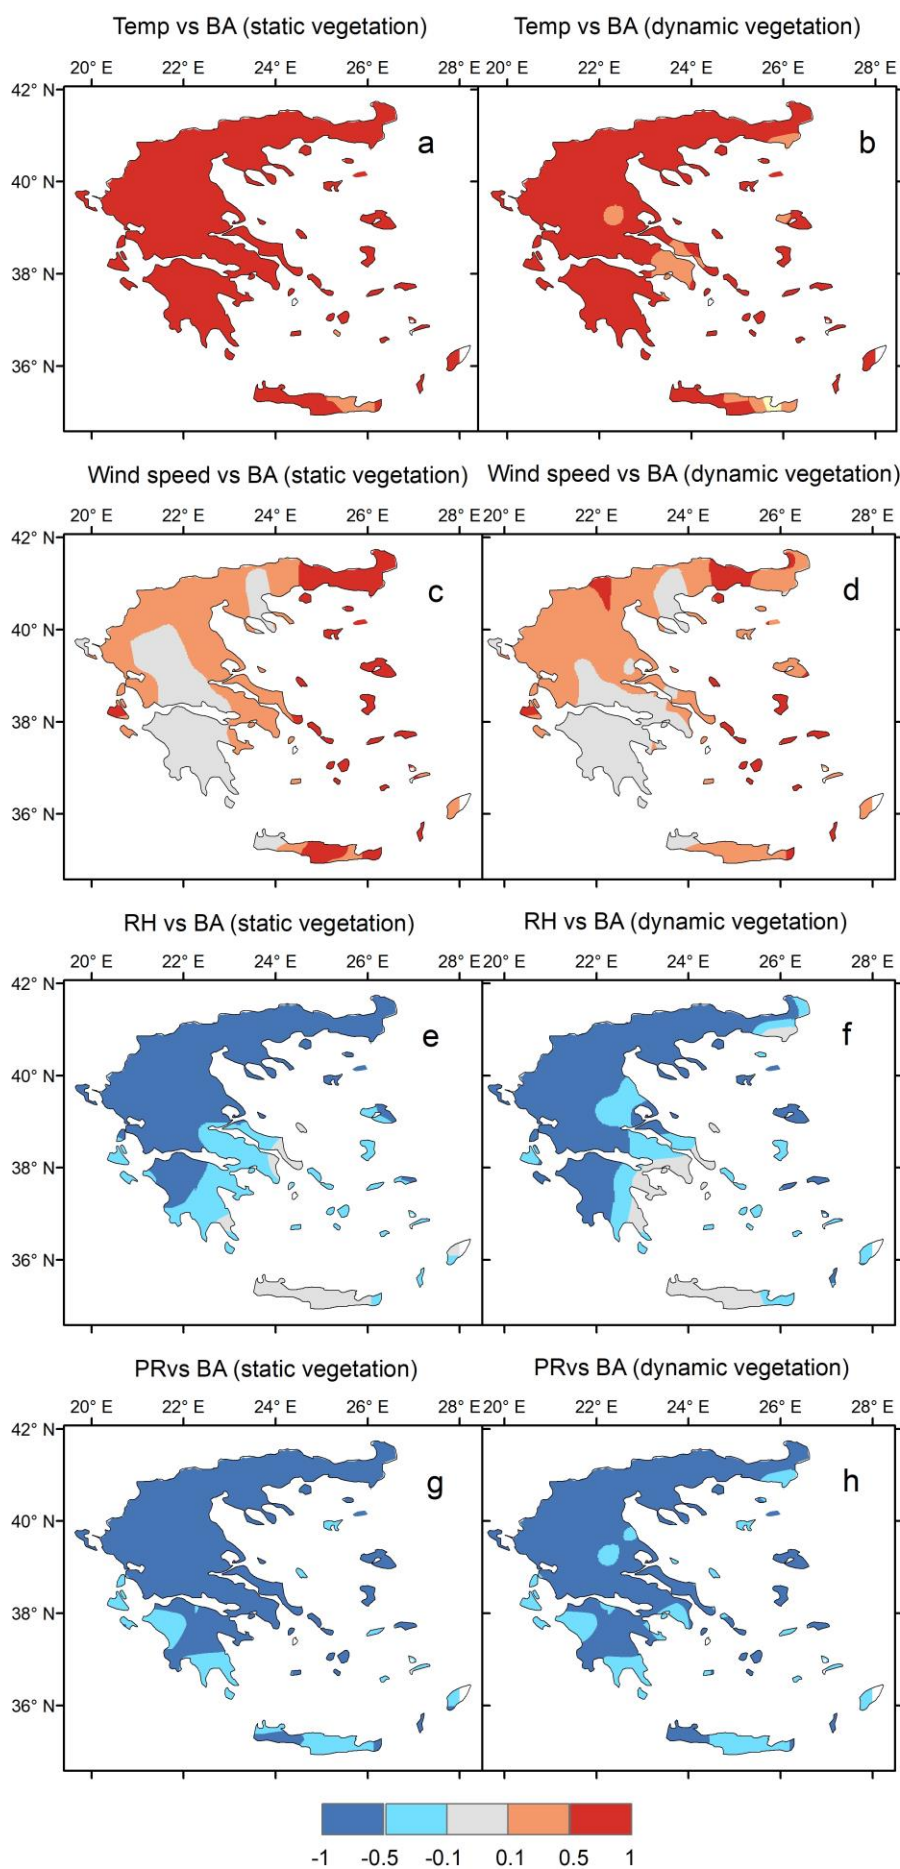 Temp vs BA (static vegetation) Temp vs BA (dynamic vegetation)
20° E 22° E 24° E 26° E 28° E 20° E 22° E 24° E 26° E 28° E
42° N
a b
40° N
38° N
36° N
Wind speed vs BA (static vegetation) Wind speed vs BA (dynamic vegetation)
20° E 22° E 24° E 26° E 28° E 20° E 22° E 24° E 26° E 28° E
42° N
c d
40° N
38° N
36° N
RH vs BA (static vegetation) RH vs BA (dynamic vegetation)
20° E 22° E 24° E 26° E 28° E 20° E 22° E 24° E 26° E 28° E
42° N
e f
40° N
38° N
36° N
PRvs BA (static vegetation) PRvs BA (dynamic vegetation)
20° E 22° E 24° E 26° E 28° E 20° E 22° E 24° E 26° E 28° E
42° N
g h
40° N
38° N
36° N
-1 -0.5 -0.1 0.1 0.5 1